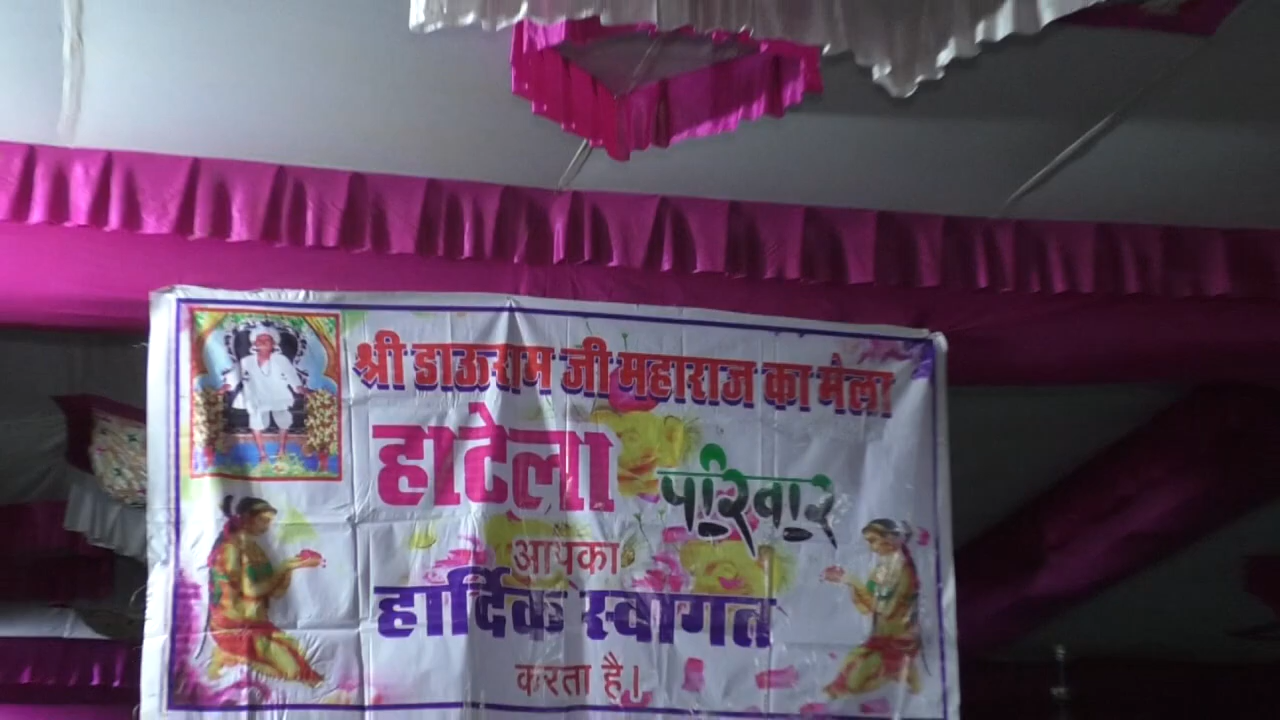 श्री डाऊराम जी महाराज का मेला
हाटेला परिवार
आपका
हार्दिक स्वागत
करता है।